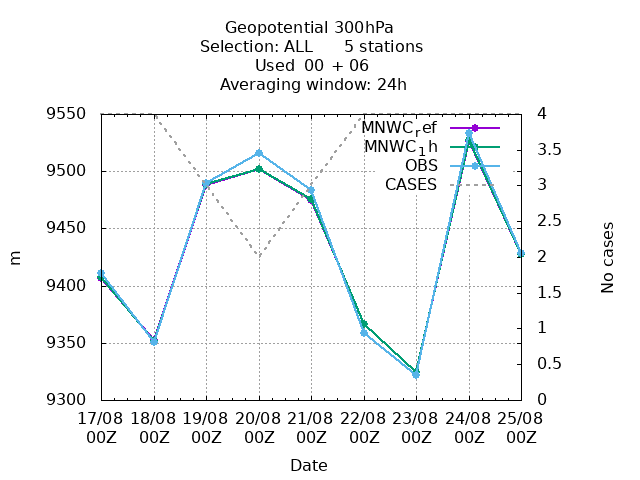 Geopotential 300hPa
Selection: ALL 5 stations
Used 00 + 06
Averaging window: 24h
MNWCref
MNWC1h
OBS
CASES
9550
9500
9450
9400
9350
9300
m
4
3.5
3
2.5
2
1.5
1
0.5
0
No cases
17/08 18/08 19/08 20/08 21/08 22/08 23/08 24/08 25/08
00Z 00Z 00Z 00Z 00Z 00Z 00Z 00Z 00Z
Date